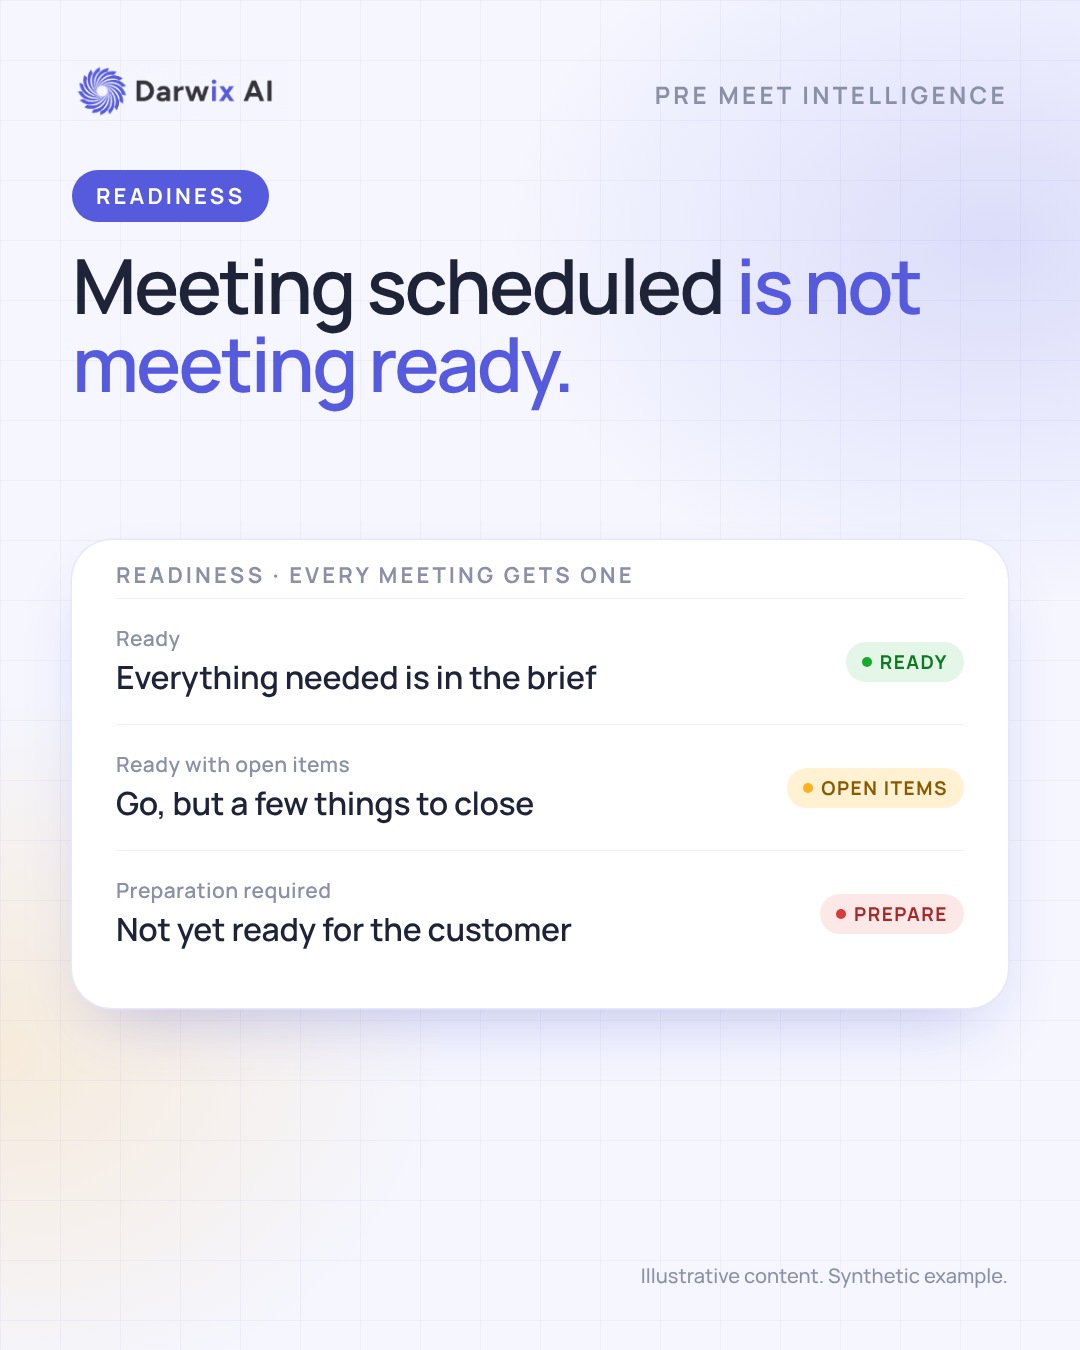 Darwix AI
PRE MEET INTELLIGENCE
READINESS
Meeting scheduled is not
meeting ready.
READINESS · EVERY MEETING GETS ONE
Ready
Everything needed is in the brief
READY
Ready with open items
Go, but a few things to close
OPEN ITEMS
Preparation required
Not yet ready for the customer
PREPARE
Illustrative content. Synthetic example.